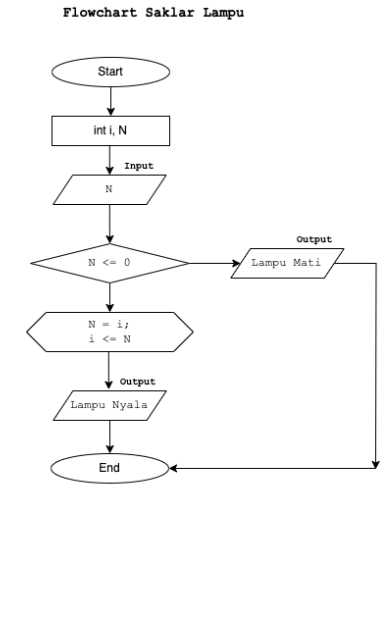 Flowchart Saklar Lampu
Start
int i, N
Input
N
N <= 0
Output
Lampu Mati
N = i;
i <= N
Output
Lampu Nyala
End